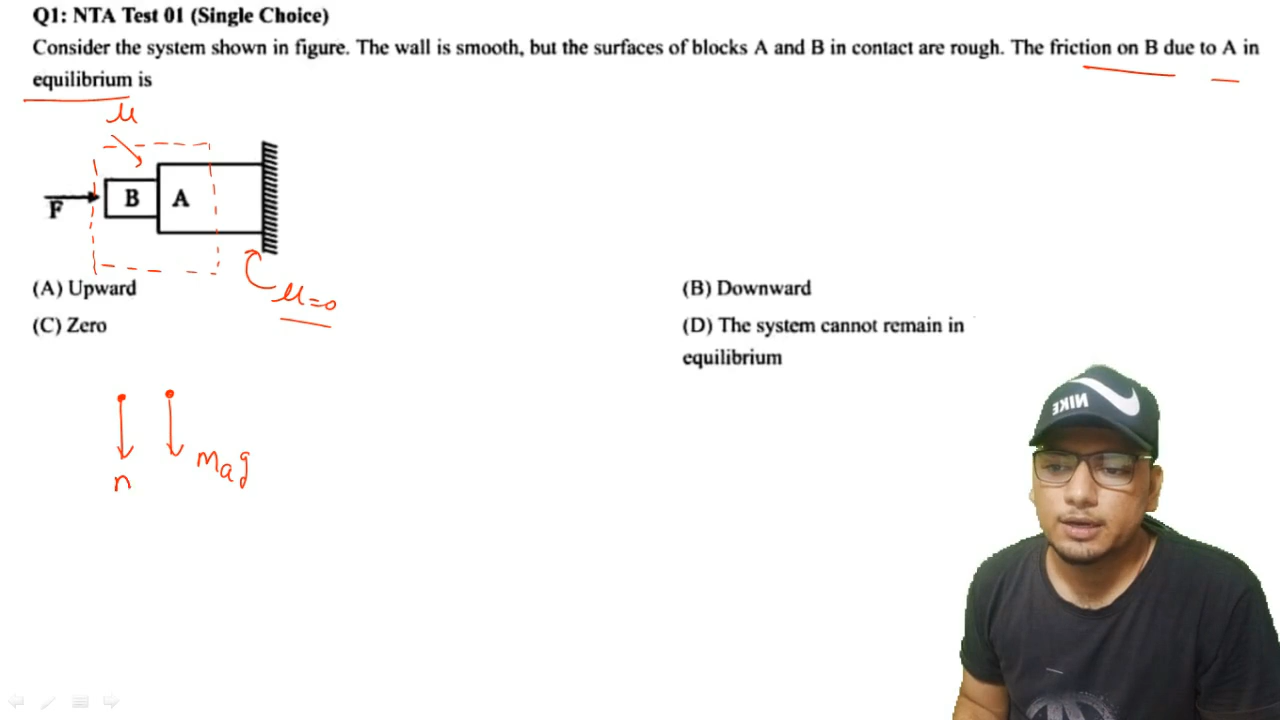 Q1: NTA Test 01 (Single Choice)
Consider the system shown in figure. The wall is smooth, but the surfaces of blocks A and B in contact are rough. The friction on B due to A in
equilibrium is
μ
B
A
F
μ=0
(A) Upward
(B) Downward
(C) Zero
(D) The system cannot remain in
equilibrium
n
mag
NIKE